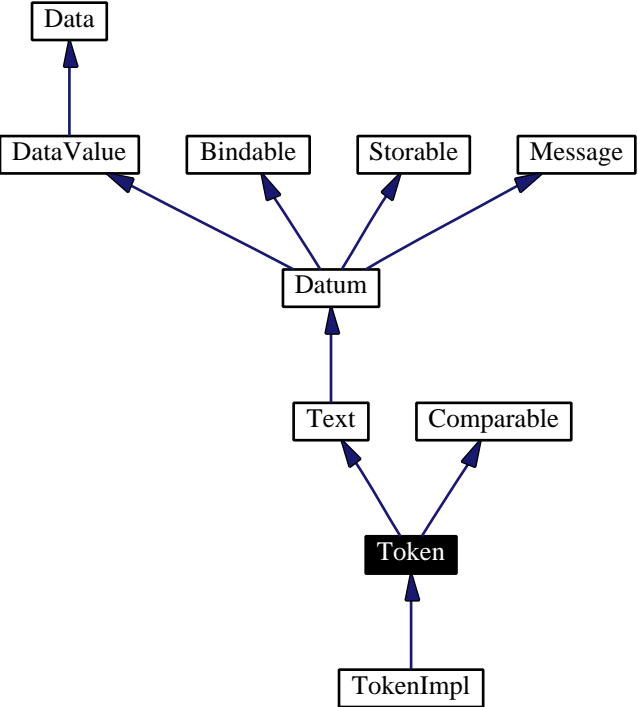 Data
DataValue
Bindable
Storable
Message
Datum
Text
Comparable
Token
TokenImpl